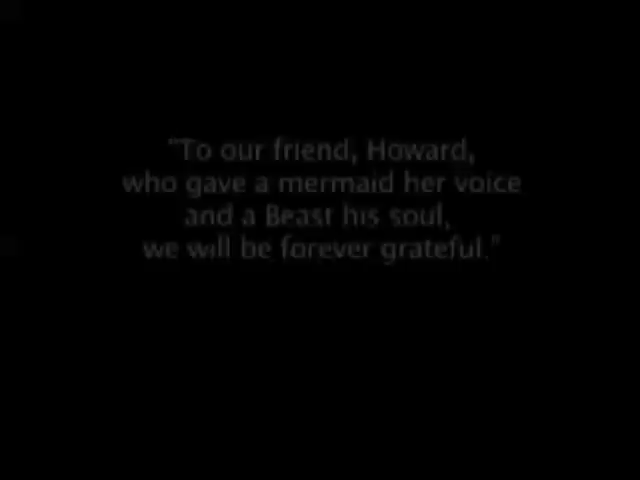 "To our friend, Howard,
who gave a mermaid her voice
and a Beast his soul,
we will be forever grateful."